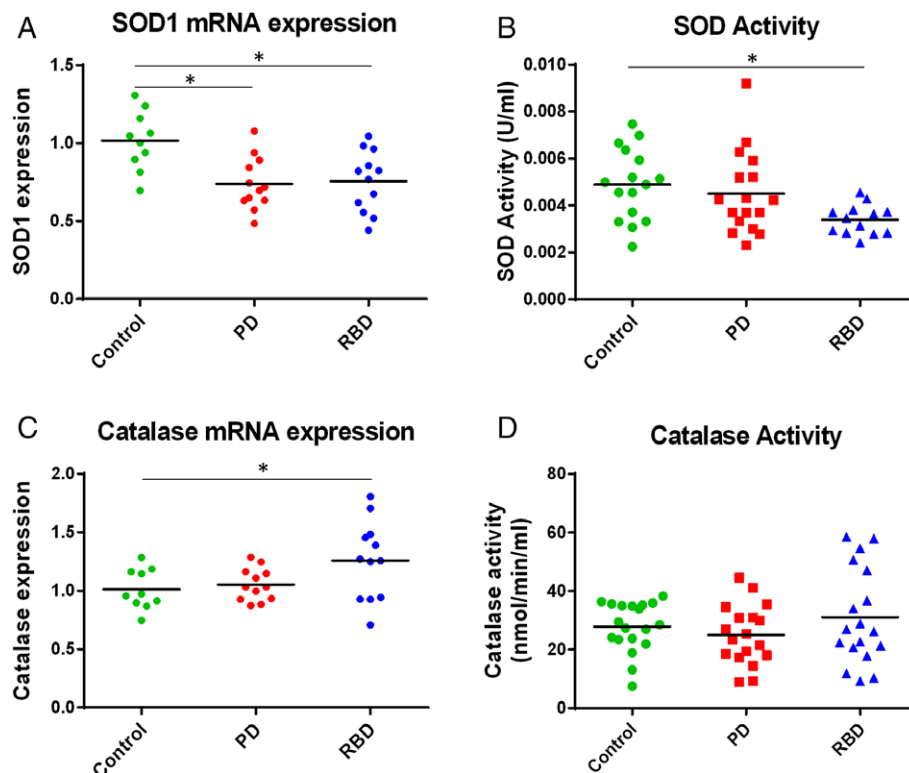 A
SOD1 mRNA expression
*
*
SOD1 expression
1.5
1.0
0.5
0.0
Control
PD
RBD
B
SOD Activity
*
SOD Activity (U/ml)
0.010
0.008
0.006
0.004
0.002
0.000
Control
PD
RBD
C
Catalase mRNA expression
*
Catalase expression
2.0
1.5
1.0
0.5
0.0
Control
PD
RBD
D
Catalase Activity
Catalase activity
(nmol/min/ml)
80
60
40
20
0
Control
PD
RBD